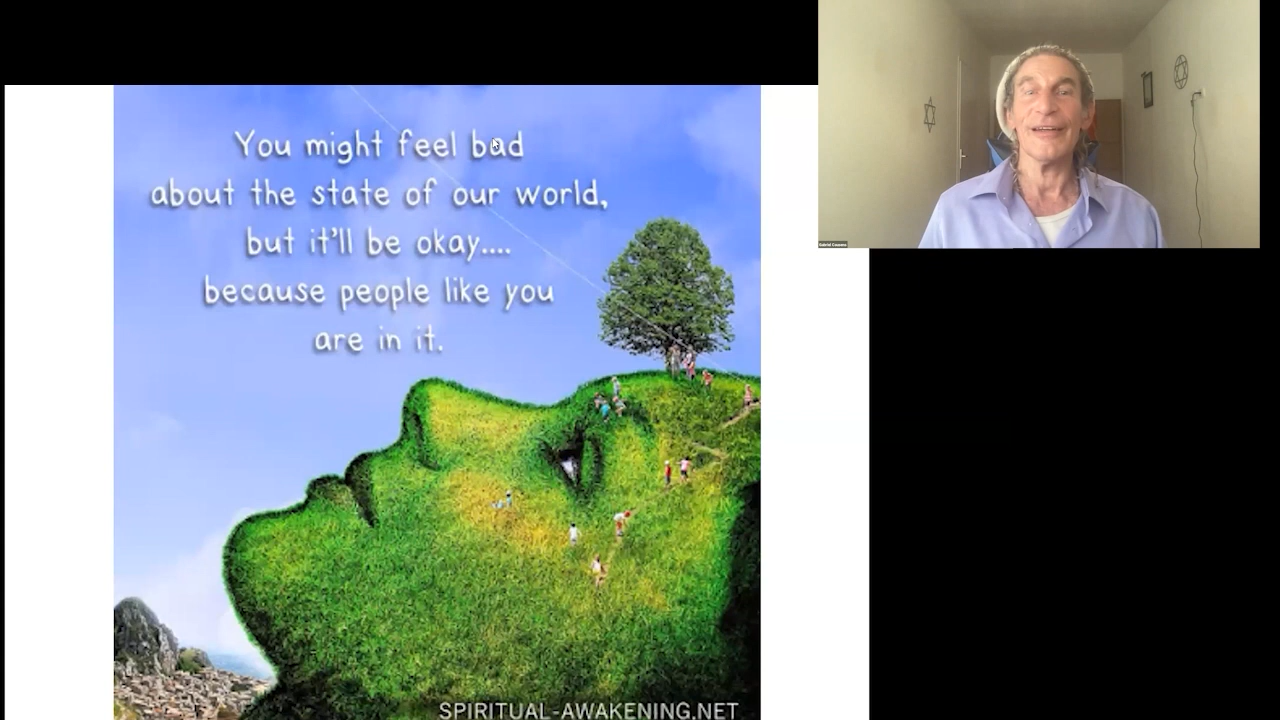 You might feel bad
about the state of our world,
but it'll be okay....
because people like you
are in it.
SPIRITUAL-AWAKENING.NET